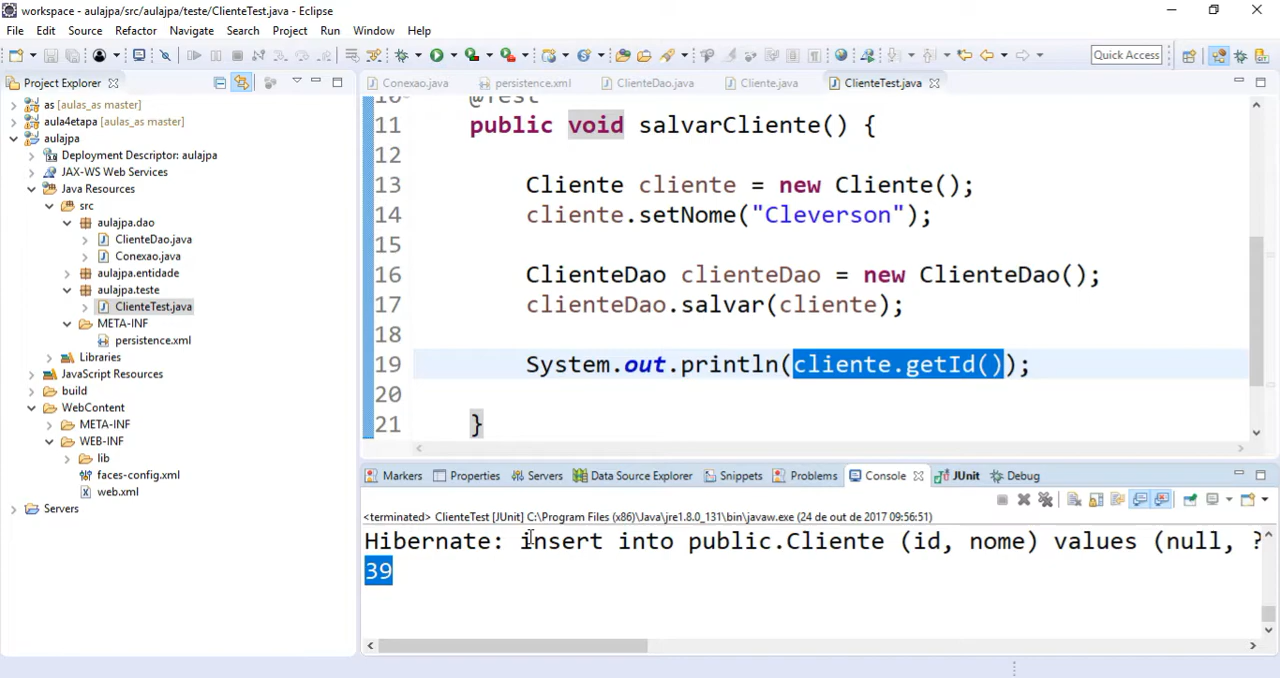 workspace - aulajpa/src/aulajpa/teste/ClienteTest.java - Eclipse
File Edit Source Refactor Navigate Search Project Run Window Help
Quick Access
Project Explorer
Conexao.java persistence.xml ClienteDao.java Cliente.java ClienteTest.java
as [aulas_as master]
aula4etapa [aulas_as master]
aulajpa
Deployment Descriptor: aulajpa
JAX-WS Web Services
Java Resources
src
aulajpa.dao
ClienteDao.java
Conexao.java
aulajpa.entidade
aulajpa.teste
ClienteTest.java
META-INF
persistence.xml
Libraries
JavaScript Resources
build
WebContent
META-INF
WEB-INF
lib
faces-config.xml
web.xml
Servers
10 @Test
11 public void salvarCliente() {
12
13 Cliente cliente = new Cliente();
14 cliente.setNome("Cleverson");
15
16 ClienteDao clienteDao = new ClienteDao();
17 clienteDao.salvar(cliente);
18
19 System.out.println(cliente.getId());
20
21 }
Markers Properties Servers Data Source Explorer Snippets Problems Console JUnit Debug
<terminated> ClienteTest [JUnit] C:\Program Files (x86)\Java\jre1.8.0_131\bin\javaw.exe (24 de out de 2017 09:56:51)
Hibernate: insert into public.Cliente (id, nome) values (null, ?
39